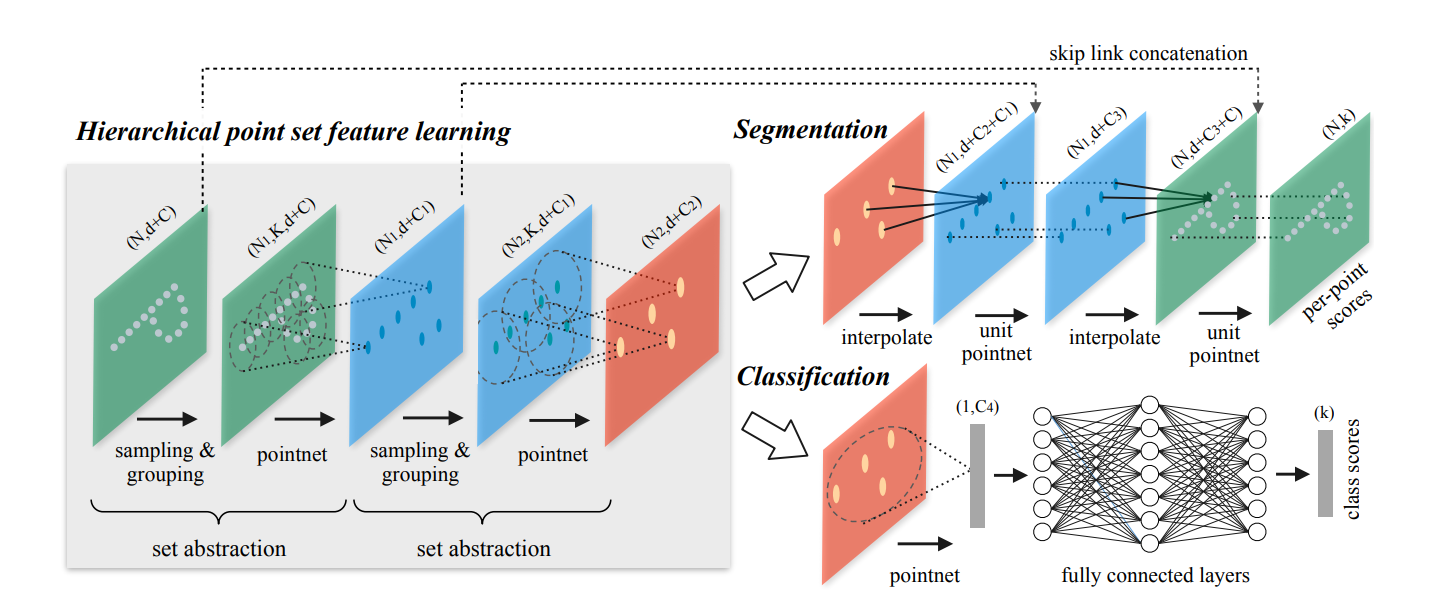 skip link concatenation
Hierarchical point set feature learning
Segmentation
(N,d+C)
(N1,K,d+C)
(N1,d+C1)
(N2,K,d+C1)
(N2,d+C2)
(N1,d+C2+C1)
(N1,d+C3)
(N,d+C3+C)
(N,k)
sampling &
grouping
pointnet
sampling &
grouping
pointnet
set abstraction
set abstraction
interpolate
unit
pointnet
interpolate
unit
pointnet
per-point
scores
Classification
(1,C4)
(k)
class scores
pointnet
fully connected layers